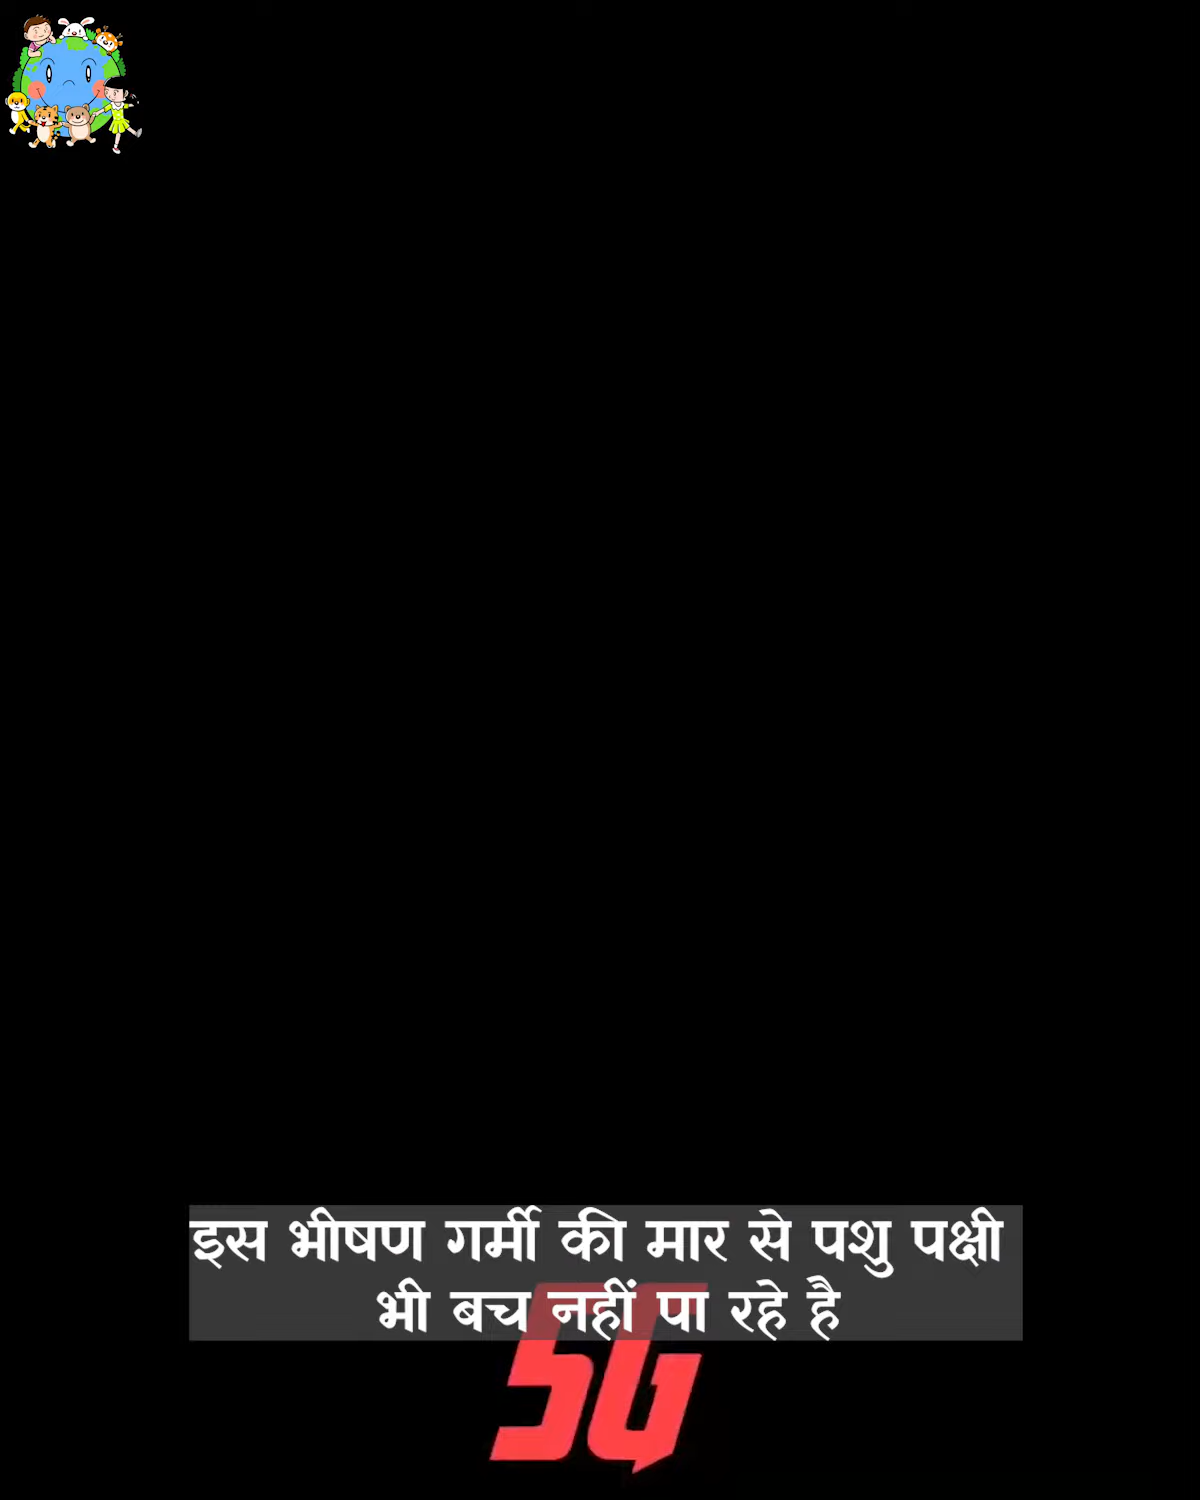 इस भीषण गर्मी की मार से पशु पक्षी
भी बच नहीं पा रहे है
5G